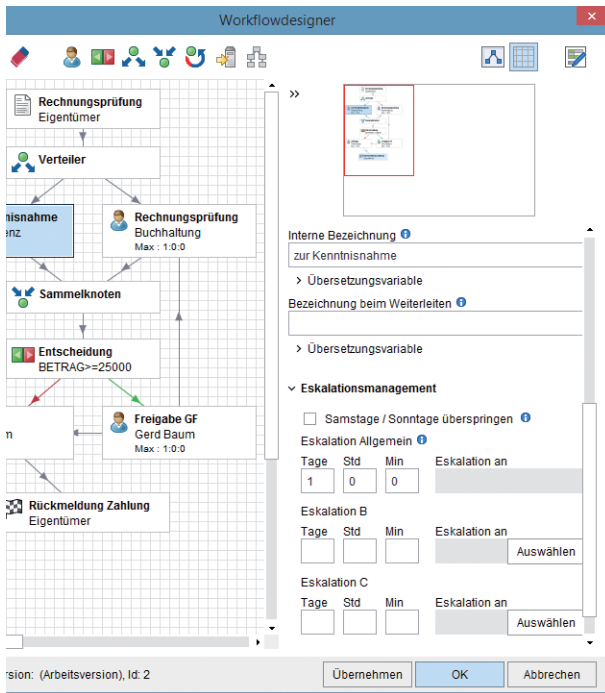 Workflowdesigner
Rechnungsprüfung
Eigentümer
Verteiler
nisnahme
enz
Rechnungsprüfung
Buchhaltung
Max : 1:0:0
Sammelknoten
Entscheidung
BETRAG>=25000
m
Freigabe GF
Gerd Baum
Max : 1:0:0
Rückmeldung Zahlung
Eigentümer
Interne Bezeichnung
zur Kenntnisnahme
Übersetzungsvariable
Bezeichnung beim Weiterleiten
Übersetzungsvariable
Eskalationsmanagement
Samstage / Sonntage überspringen
Eskalation Allgemein
Tage Std Min Eskalation an
1 0 0
Eskalation B
Tage Std Min Eskalation an
Auswählen
Eskalation C
Tage Std Min Eskalation an
Auswählen
rsion: (Arbeitsversion), Id: 2
Übernehmen OK Abbrechen